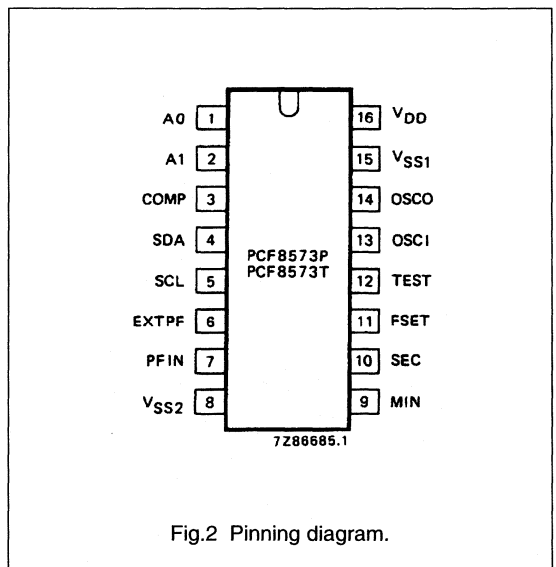 A0 1 16 VDD
A1 2 15 VSS1
COMP 3 14 OSCO
SDA 4 13 OSCI
PCF8573P
PCF8573T
SCL 5 12 TEST
EXTPF 6 11 FSET
PFIN 7 10 SEC
VSS2 8 9 MIN
7Z86685.1
Fig.2 Pinning diagram.